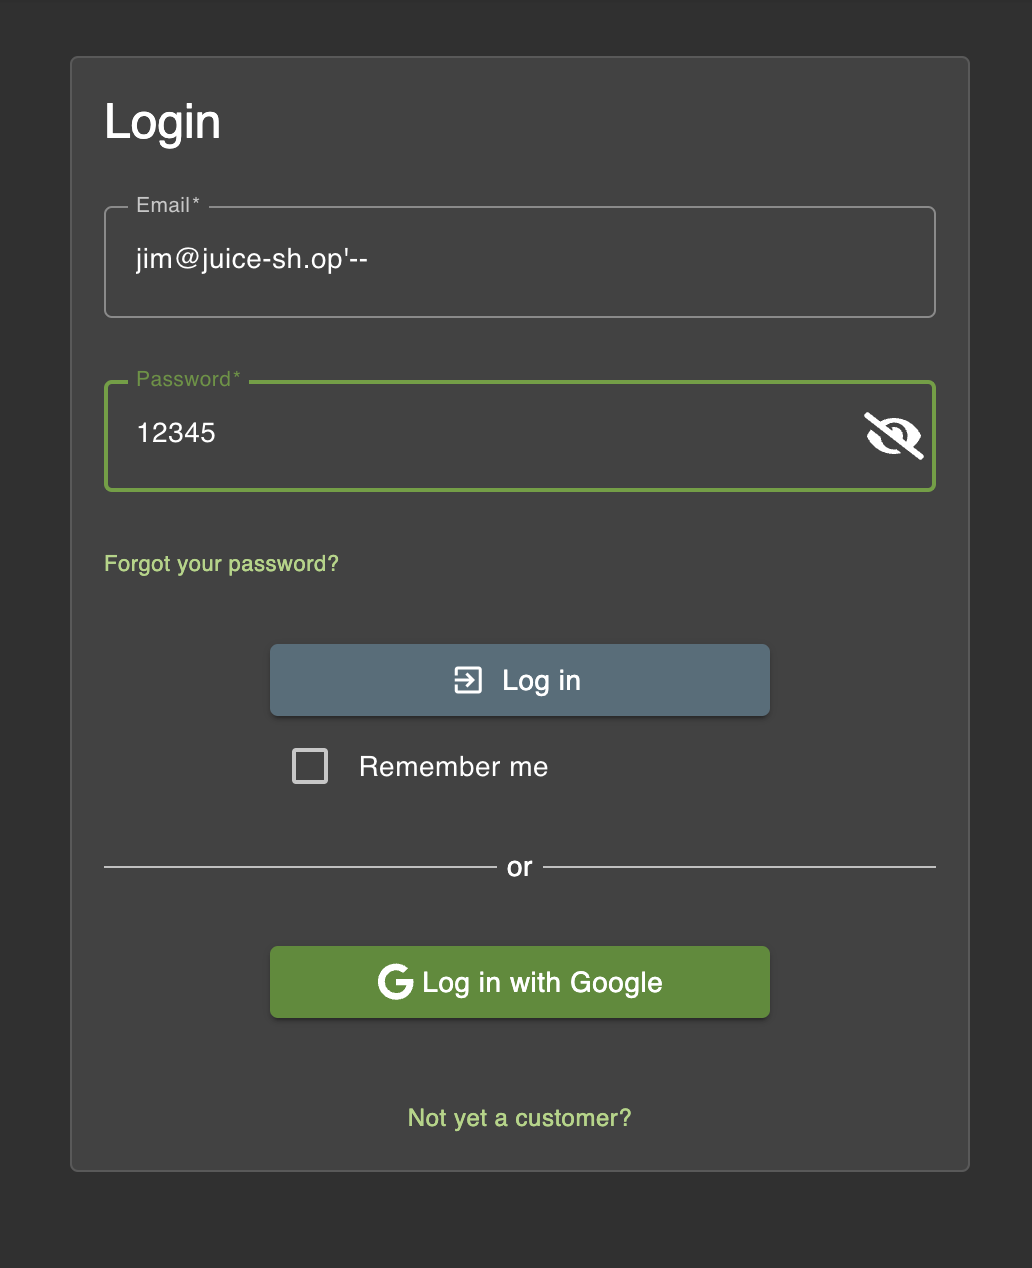 Login
Email*
jim@juice-sh.op'--
Password*
12345
Forgot your password?
Log in
Remember me
or
Log in with Google
Not yet a customer?